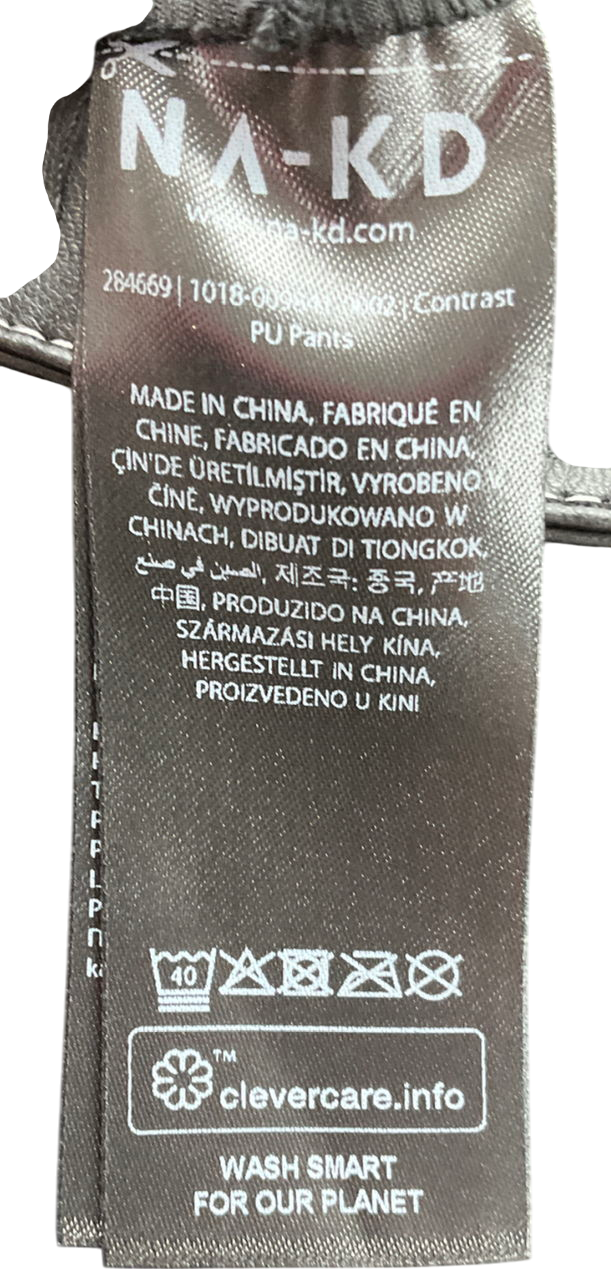 NA-KD
www.na-kd.com
284669 | 1018-009441 | Contrast
PU Pants
MADE IN CHINA, FABRIQUÉ EN
CHINE, FABRICADO EN CHINA,
ÇİN'DE ÜRETİLMİŞTİR, VYROBENO V
ČÍNĚ, WYPRODUKOWANO W
CHINACH, DIBUAT DI TIONGKOK,
صنع في الصين, 제조국: 중국, 产地
中国, PRODUZIDO NA CHINA,
SZÁRMAZÁSI HELY KÍNA,
HERGESTELLT IN CHINA,
PROIZVEDENO U KINI
40
™
clevercare.info
WASH SMART
FOR OUR PLANET